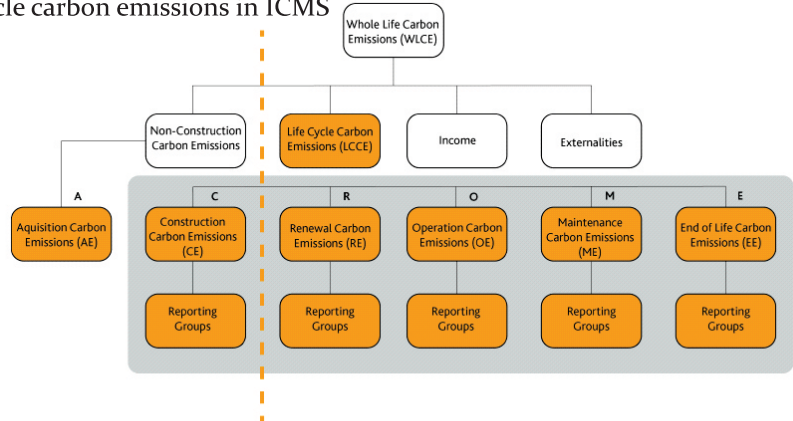 cle carbon emissions in ICMS
Whole Life Carbon
Emissions (WLCE)
Non-Construction
Carbon Emissions
Life Cycle Carbon
Emissions (LCCE)
Income
Externalities
A
C
R
O
M
E
Aquisition Carbon
Emissions (AE)
Construction
Carbon Emissions
(CE)
Renewal Carbon
Emissions (RE)
Operation Carbon
Emissions (OE)
Maintenance
Carbon Emissions
(ME)
End of Life Carbon
Emissions (EE)
Reporting
Groups
Reporting
Groups
Reporting
Groups
Reporting
Groups
Reporting
Groups